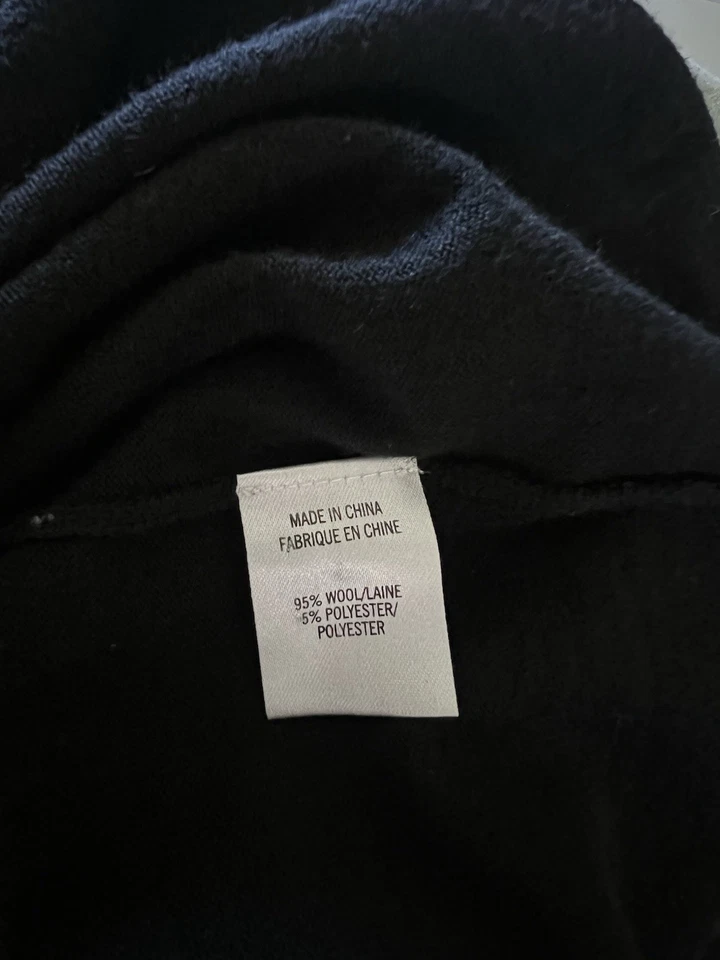 MADE IN CHINA
FABRIQUE EN CHINE
95% WOOL/LAINE
5% POLYESTER/
POLYESTER